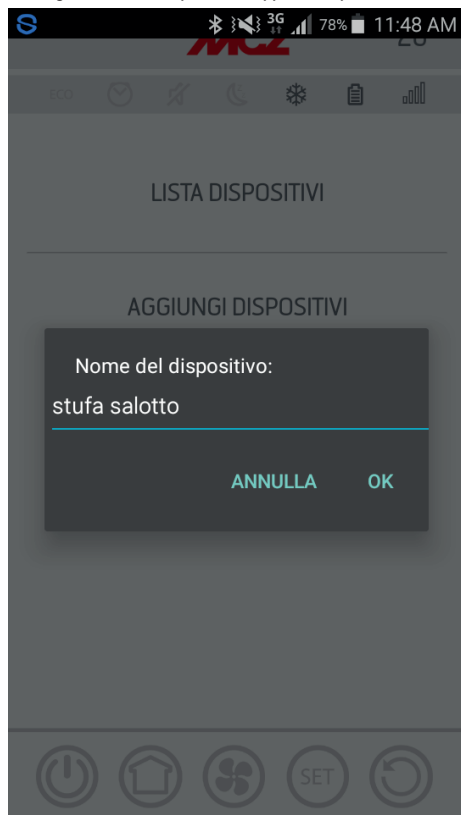 3G 78% 11:48 AM
MCZ
ECO
LISTA DISPOSITIVI
AGGIUNGI DISPOSITIVI
Nome del dispositivo:
stufa salotto
ANNULLA OK
SET